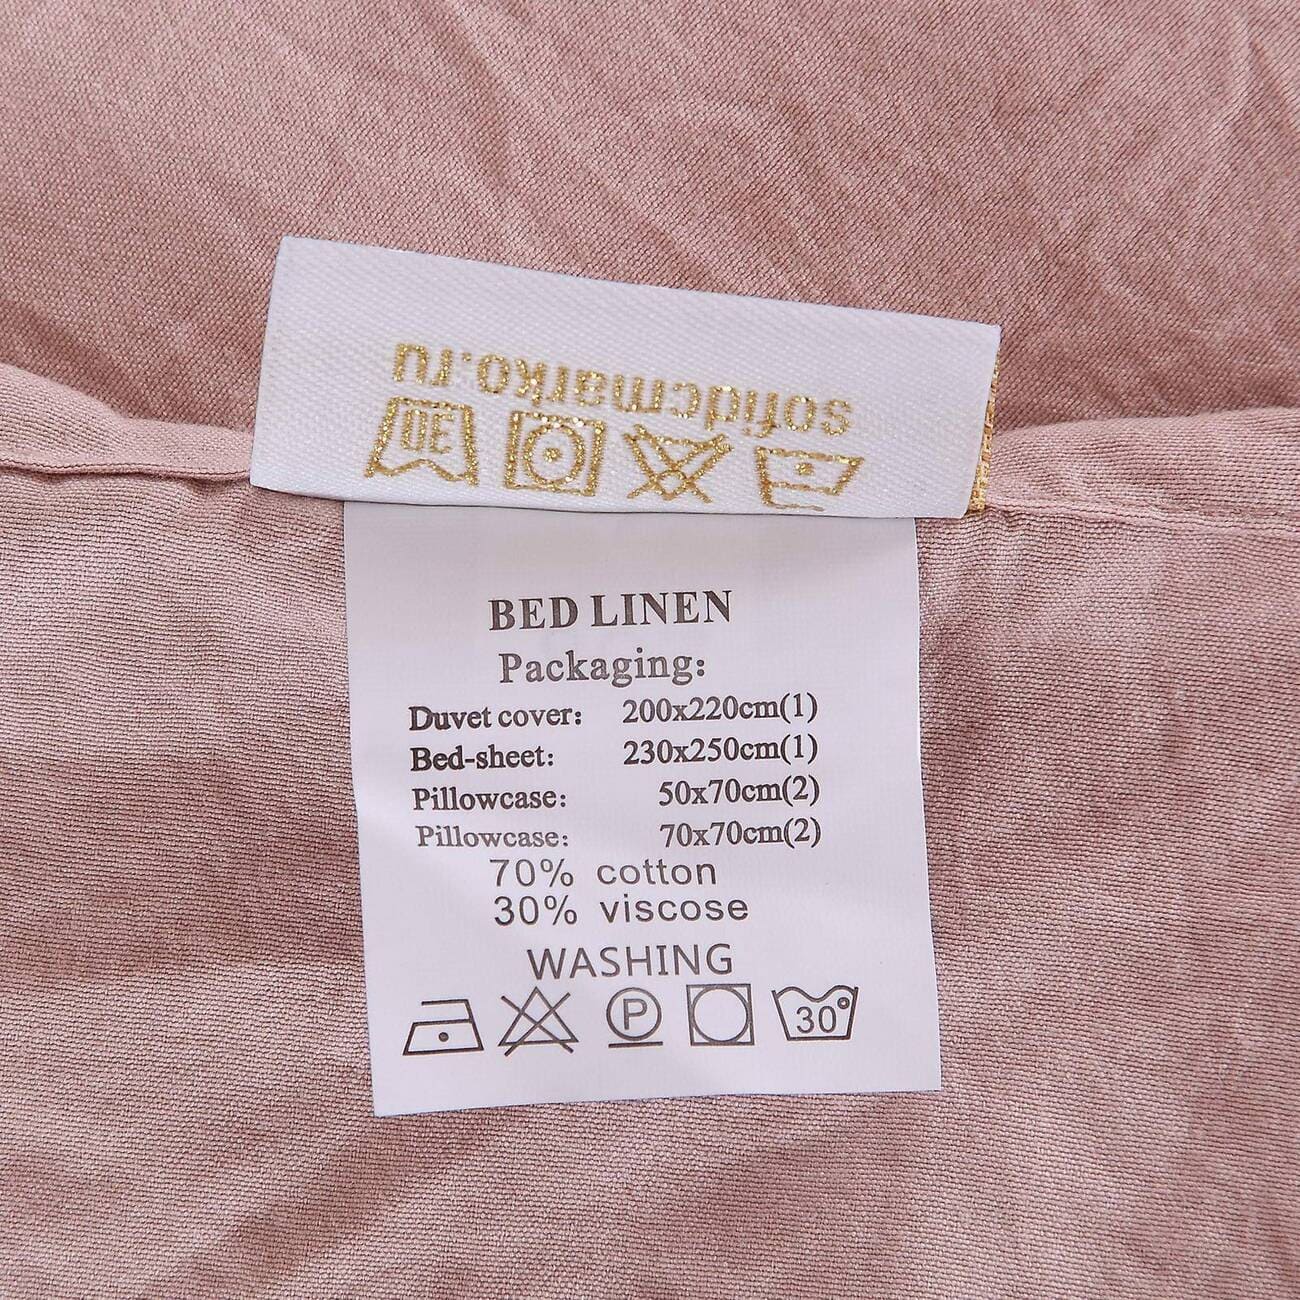 sofidemarko.ru
30
BED LINEN
Packaging:
Duvet cover: 200x220cm(1)
Bed-sheet: 230x250cm(1)
Pillowcase: 50x70cm(2)
Pillowcase: 70x70cm(2)
70% cotton
30% viscose
WASHING
P 30°